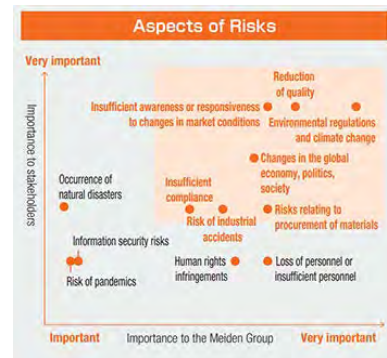 Aspects of Risks
Very important
Reduction
of quality
Insufficient awareness or responsiveness
to changes in market conditions
Environmental regulations
and climate change
Changes in the global
economy, politics,
society
Occurrence of
natural disasters
Insufficient
compliance
Risk of industrial
accidents
Risks relating to
procurement of materials
Information security risks
Risk of pandemics
Human rights
infringements
Loss of personnel or
insufficient personnel
Importance to stakeholders
Important
Importance to the Meiden Group
Very important